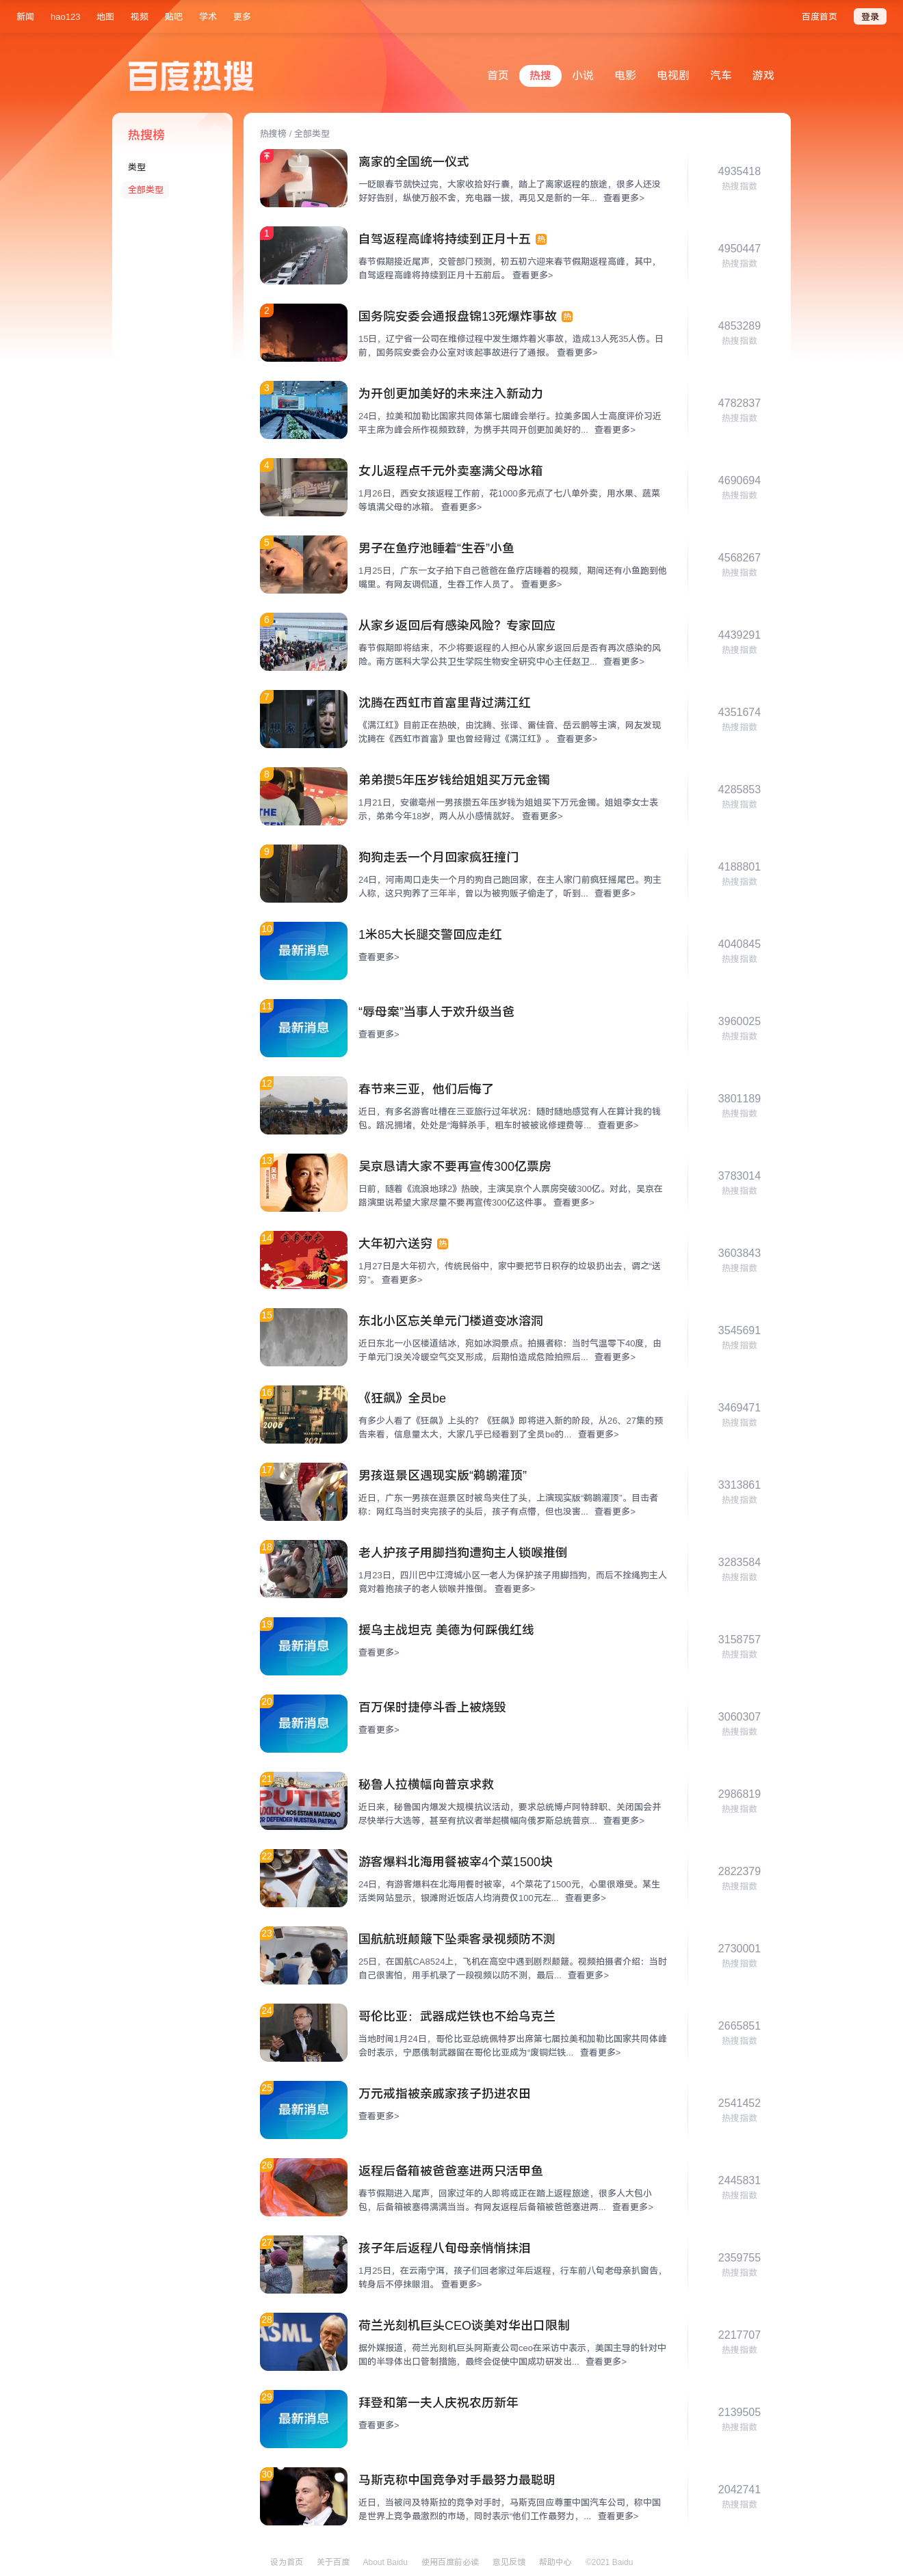 新闻 hao123 地图 视频 贴吧 学术 更多 百度首页 登录
百度热搜
首页 热搜 小说 电影 电视剧 汽车 游戏
热搜榜
类型
全部类型
热搜榜 / 全部类型
离家的全国统一仪式
一眨眼春节就快过完，大家收拾好行囊，踏上了离家返程的旅途，很多人还没
好好告别，纵使万般不舍，充电器一拔，再见又是新的一年... 查看更多>
4935418
热搜指数
1
自驾返程高峰将持续到正月十五 热
春节假期接近尾声，交管部门预测，初五初六迎来春节假期返程高峰，其中，
自驾返程高峰将持续到正月十五前后。 查看更多>
4950447
热搜指数
2
国务院安委会通报盘锦13死爆炸事故 热
15日，辽宁省一公司在维修过程中发生爆炸着火事故，造成13人死35人伤。日
前，国务院安委会办公室对该起事故进行了通报。 查看更多>
4853289
热搜指数
3
为开创更加美好的未来注入新动力
24日，拉美和加勒比国家共同体第七届峰会举行。拉美多国人士高度评价习近
平主席为峰会所作视频致辞，为携手共同开创更加美好的... 查看更多>
4782837
热搜指数
4
女儿返程点千元外卖塞满父母冰箱
1月26日，西安女孩返程工作前，花1000多元点了七八单外卖，用水果、蔬菜
等填满父母的冰箱。 查看更多>
4690694
热搜指数
5
男子在鱼疗池睡着“生吞”小鱼
1月25日，广东一女子拍下自己爸爸在鱼疗店睡着的视频，期间还有小鱼跑到他
嘴里。有网友调侃道，生吞工作人员了。 查看更多>
4568267
热搜指数
6
从家乡返回后有感染风险？专家回应
春节假期即将结束，不少将要返程的人担心从家乡返回后是否有再次感染的风
险。南方医科大学公共卫生学院生物安全研究中心主任赵卫... 查看更多>
4439291
热搜指数
7
沈腾在西虹市首富里背过满江红
《满江红》目前正在热映，由沈腾、张译、雷佳音、岳云鹏等主演，网友发现
沈腾在《西虹市首富》里也曾经背过《满江红》。 查看更多>
4351674
热搜指数
8
弟弟攒5年压岁钱给姐姐买万元金镯
1月21日，安徽亳州一男孩攒五年压岁钱为姐姐买下万元金镯。姐姐李女士表
示，弟弟今年18岁，两人从小感情就好。 查看更多>
4285853
热搜指数
9
狗狗走丢一个月回家疯狂撞门
24日，河南周口走失一个月的狗自己跑回家，在主人家门前疯狂摇尾巴。狗主
人称，这只狗养了三年半，曾以为被狗贩子偷走了，听到... 查看更多>
4188801
热搜指数
10
最新消息
1米85大长腿交警回应走红
查看更多>
4040845
热搜指数
11
最新消息
“辱母案”当事人于欢升级当爸
查看更多>
3960025
热搜指数
12
春节来三亚，他们后悔了
近日，有多名游客吐槽在三亚旅行过年状况：随时随地感觉有人在算计我的钱
包。路况拥堵，处处是“海鲜杀手，租车时被被讹修理费等... 查看更多>
3801189
热搜指数
13
吴京恳请大家不要再宣传300亿票房
日前，随着《流浪地球2》热映，主演吴京个人票房突破300亿。对此，吴京在
路演里说希望大家尽量不要再宣传300亿这件事。 查看更多>
3783014
热搜指数
14
大年初六送穷 热
1月27日是大年初六，传统民俗中，家中要把节日积存的垃圾扔出去，谓之“送
穷”。 查看更多>
3603843
热搜指数
15
东北小区忘关单元门楼道变冰溶洞
近日东北一小区楼道结冰，宛如冰洞景点。拍摄者称：当时气温零下40度，由
于单元门没关冷暖空气交叉形成，后期怕造成危险拍照后... 查看更多>
3545691
热搜指数
16
《狂飙》全员be
有多少人看了《狂飙》上头的？《狂飙》即将进入新的阶段，从26、27集的预
告来看，信息量太大，大家几乎已经看到了全员be的... 查看更多>
3469471
热搜指数
17
男孩逛景区遇现实版“鹈鹕灌顶”
近日，广东一男孩在逛景区时被鸟夹住了头，上演现实版“鹈鹕灌顶”。目击者
称：网红鸟当时夹完孩子的头后，孩子有点懵，但也没害... 查看更多>
3313861
热搜指数
18
老人护孩子用脚挡狗遭狗主人锁喉推倒
1月23日，四川巴中江湾城小区一老人为保护孩子用脚挡狗，而后不拴绳狗主人
竟对着抱孩子的老人锁喉并推倒。 查看更多>
3283584
热搜指数
19
最新消息
援乌主战坦克 美德为何踩俄红线
查看更多>
3158757
热搜指数
20
最新消息
百万保时捷停斗香上被烧毁
查看更多>
3060307
热搜指数
21
秘鲁人拉横幅向普京求救
近日来，秘鲁国内爆发大规模抗议活动，要求总统博卢阿特辞职、关闭国会并
尽快举行大选等，甚至有抗议者举起横幅向俄罗斯总统普京... 查看更多>
2986819
热搜指数
22
游客爆料北海用餐被宰4个菜1500块
24日，有游客爆料在北海用餐时被宰，4个菜花了1500元，心里很难受。某生
活类网站显示，银滩附近饭店人均消费仅100元左... 查看更多>
2822379
热搜指数
23
国航航班颠簸下坠乘客录视频防不测
25日，在国航CA8524上，飞机在高空中遇到剧烈颠簸。视频拍摄者介绍：当时
自己很害怕，用手机录了一段视频以防不测，最后... 查看更多>
2730001
热搜指数
24
哥伦比亚：武器成烂铁也不给乌克兰
当地时间1月24日，哥伦比亚总统佩特罗出席第七届拉美和加勒比国家共同体峰
会时表示，宁愿俄制武器留在哥伦比亚成为“废铜烂铁... 查看更多>
2665851
热搜指数
25
最新消息
万元戒指被亲戚家孩子扔进农田
查看更多>
2541452
热搜指数
26
返程后备箱被爸爸塞进两只活甲鱼
春节假期进入尾声，回家过年的人即将或正在踏上返程旅途，很多人大包小
包，后备箱被塞得满满当当。有网友返程后备箱被爸爸塞进两... 查看更多>
2445831
热搜指数
27
孩子年后返程八旬母亲悄悄抹泪
1月25日，在云南宁洱，孩子们回老家过年后返程，行车前八旬老母亲扒窗告，
转身后不停抹眼泪。 查看更多>
2359755
热搜指数
28
荷兰光刻机巨头CEO谈美对华出口限制
据外媒报道，荷兰光刻机巨头阿斯麦公司ceo在采访中表示，美国主导的针对中
国的半导体出口管制措施，最终会促使中国成功研发出... 查看更多>
2217707
热搜指数
29
最新消息
拜登和第一夫人庆祝农历新年
查看更多>
2139505
热搜指数
30
马斯克称中国竞争对手最努力最聪明
近日，当被问及特斯拉的竞争对手时，马斯克回应尊重中国汽车公司，称中国
是世界上竞争最激烈的市场，同时表示“他们工作最努力，... 查看更多>
2042741
热搜指数
设为首页 关于百度 About Baidu 使用百度前必读 意见反馈 帮助中心 ©2021 Baidu